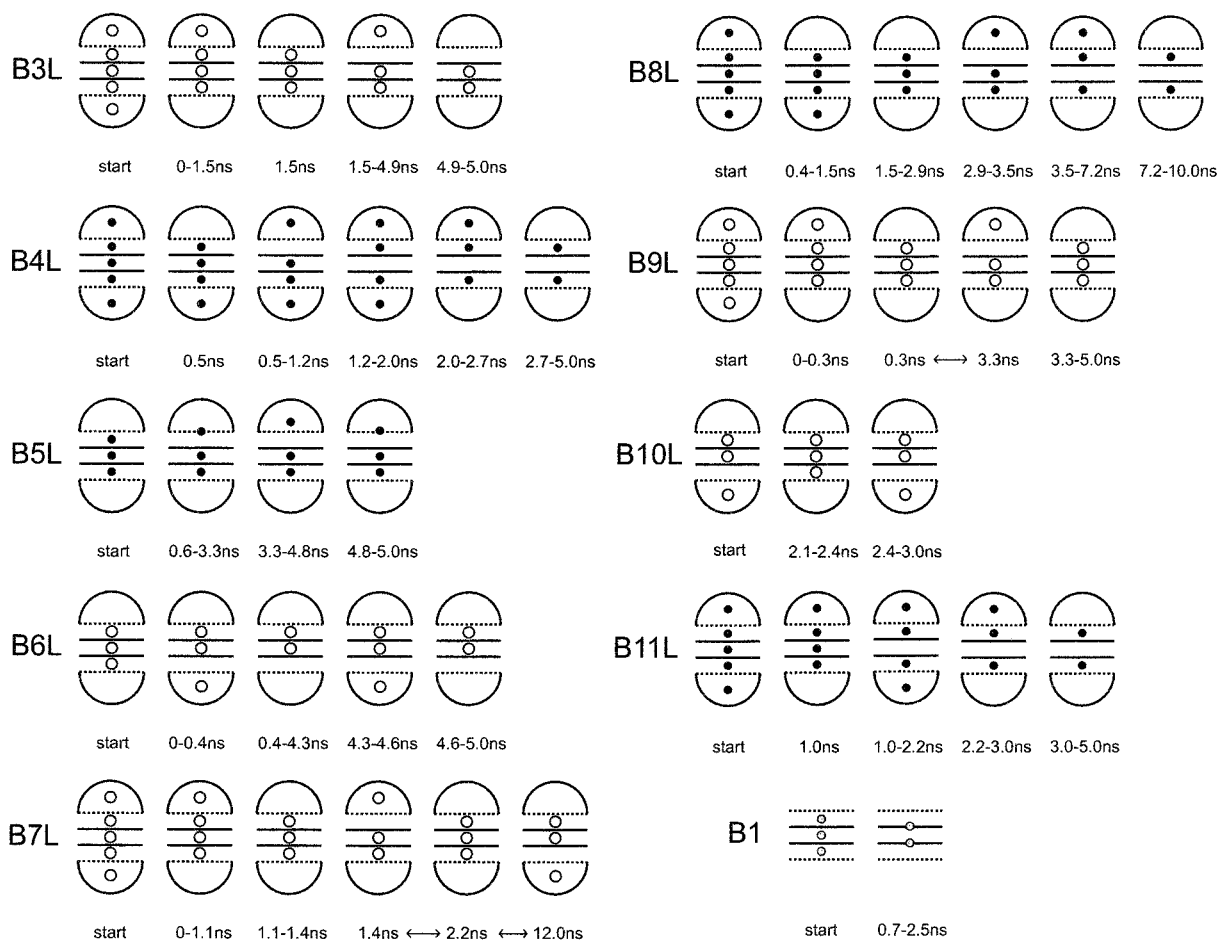 B3L
start 0-1.5ns 1.5ns 1.5-4.9ns 4.9-5.0ns
B4L
start 0.5ns 0.5-1.2ns 1.2-2.0ns 2.0-2.7ns 2.7-5.0ns
B5L
start 0.6-3.3ns 3.3-4.8ns 4.8-5.0ns
B6L
start 0-0.4ns 0.4-4.3ns 4.3-4.6ns 4.6-5.0ns
B7L
start 0-1.1ns 1.1-1.4ns 1.4ns ⟷ 2.2ns ⟷ 12.0ns
B8L
start 0.4-1.5ns 1.5-2.9ns 2.9-3.5ns 3.5-7.2ns 7.2-10.0ns
B9L
start 0-0.3ns 0.3ns ⟷ 3.3ns 3.3-5.0ns
B10L
start 2.1-2.4ns 2.4-3.0ns
B11L
start 1.0ns 1.0-2.2ns 2.2-3.0ns 3.0-5.0ns
B1
start 0.7-2.5ns